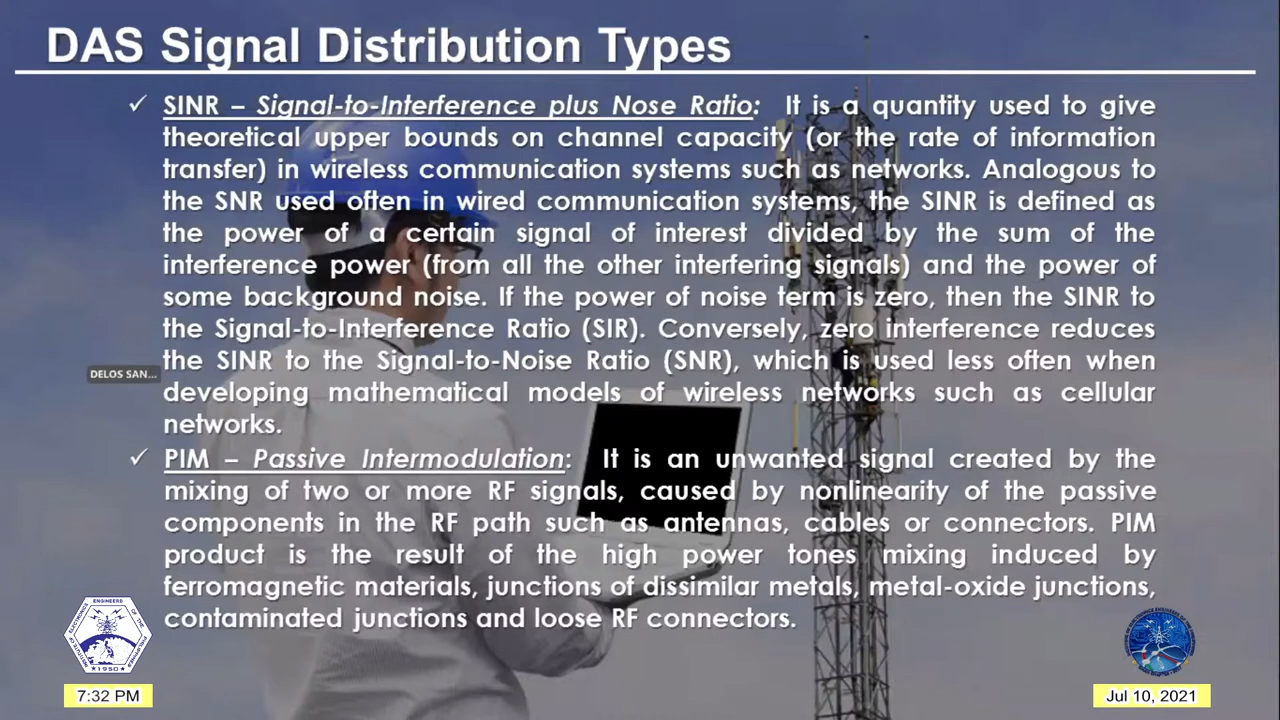 DAS Signal Distribution Types
✓ SINR – Signal-to-Interference plus Nose Ratio: It is a quantity used to give
theoretical upper bounds on channel capacity (or the rate of information
transfer) in wireless communication systems such as networks. Analogous to
the SNR used often in wired communication systems, the SINR is defined as
the power of a certain signal of interest divided by the sum of the
interference power (from all the other interfering signals) and the power of
some background noise. If the power of noise term is zero, then the SINR to
the Signal-to-Interference Ratio (SIR). Conversely, zero interference reduces
the SINR to the Signal-to-Noise Ratio (SNR), which is used less often when
DELOS SAN...
developing mathematical models of wireless networks such as cellular
networks.
✓ PIM – Passive Intermodulation: It is an unwanted signal created by the
mixing of two or more RF signals, caused by nonlinearity of the passive
components in the RF path such as antennas, cables or connectors. PIM
product is the result of the high power tones mixing induced by
ferromagnetic materials, junctions of dissimilar metals, metal-oxide junctions,
contaminated junctions and loose RF connectors.
INSTITUTE OF ELECTRONICS ENGINEERS OF THE PHILIPPINES
★1950★
7:32 PM
Jul 10, 2021